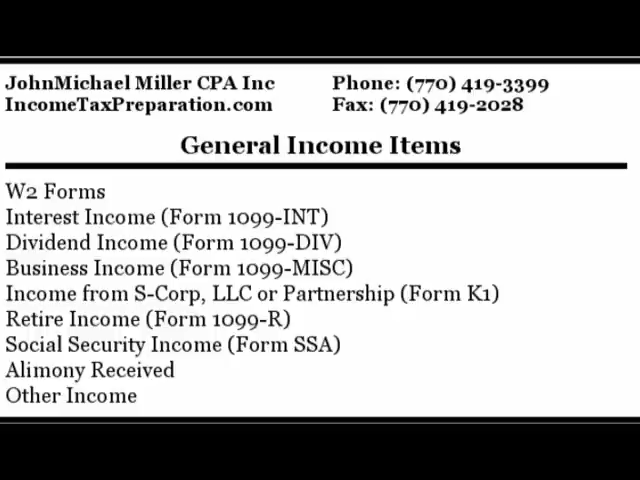 JohnMichael Miller CPA Inc Phone: (770) 419-3399
IncomeTaxPreparation.com Fax: (770) 419-2028
General Income Items
W2 Forms
Interest Income (Form 1099-INT)
Dividend Income (Form 1099-DIV)
Business Income (Form 1099-MISC)
Income from S-Corp, LLC or Partnership (Form K1)
Retire Income (Form 1099-R)
Social Security Income (Form SSA)
Alimony Received
Other Income